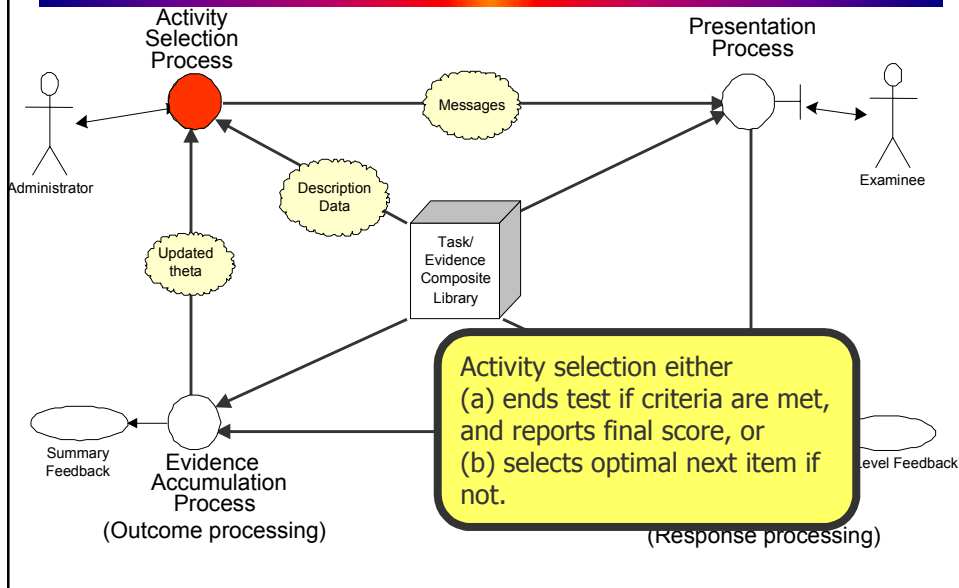 Activity
Selection
Process
Presentation
Process
Messages
Administrator
Examinee
Description
Data
Task/
Evidence
Composite
Library
Updated
theta
Activity selection either
(a) ends test if criteria are met,
and reports final score, or
(b) selects optimal next item if
not.
Summary
Feedback
Level Feedback
Evidence
Accumulation
Process
(Outcome processing)
(Response processing)